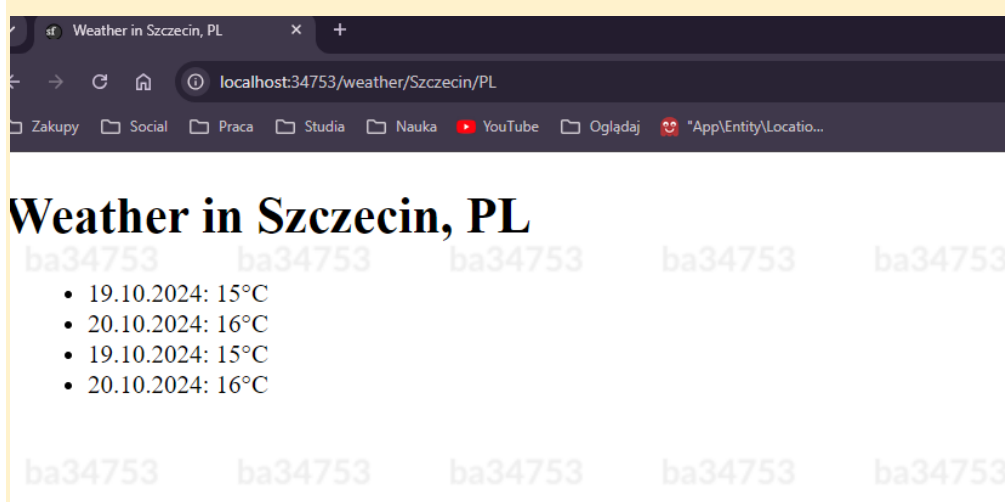 sf Weather in Szczecin, PL × +
localhost:34753/weather/Szczecin/PL
Zakupy Social Praca Studia Nauka YouTube Oglądaj "App\Entity\Locatio...
Weather in Szczecin, PL
ba34753 ba34753 ba34753 ba34753 ba34753
• 19.10.2024: 15°C
• 20.10.2024: 16°C
• 19.10.2024: 15°C
• 20.10.2024: 16°C
ba34753 ba34753 ba34753 ba34753 ba34753